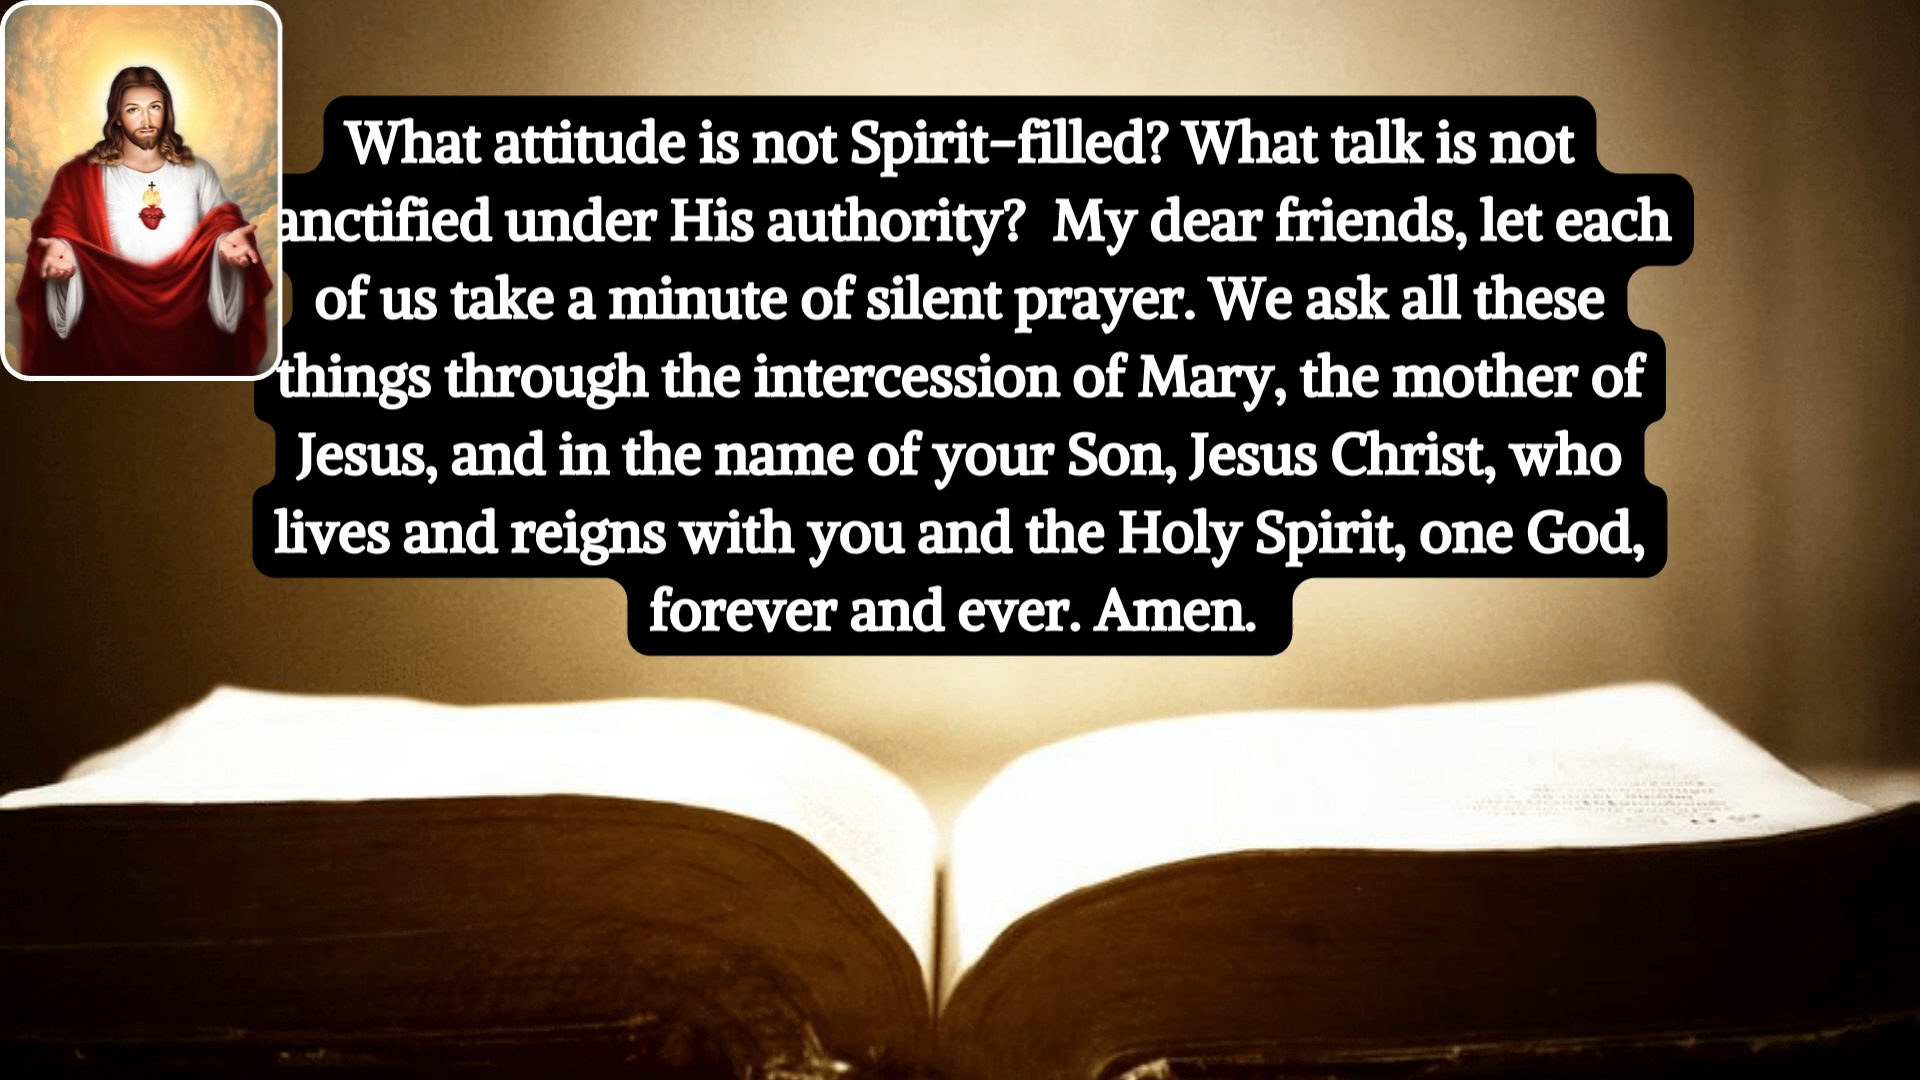 What attitude is not Spirit-filled? What talk is not
anctified under His authority? My dear friends, let each
of us take a minute of silent prayer. We ask all these
things through the intercession of Mary, the mother of
Jesus, and in the name of your Son, Jesus Christ, who
lives and reigns with you and the Holy Spirit, one God,
forever and ever. Amen.